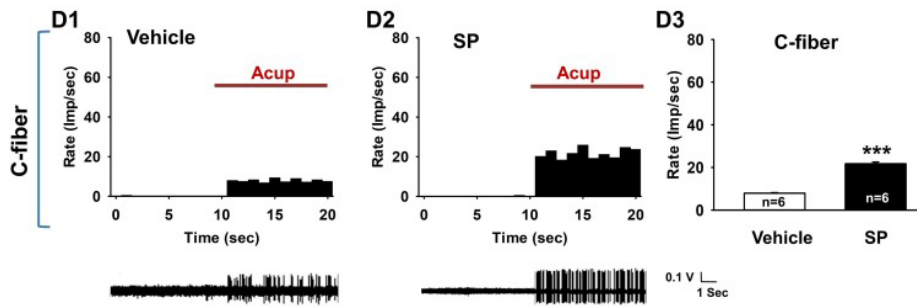 D1
Vehicle
C-fiber
Rate (Imp/sec)
80
60
40
20
0
Acup
0 5 10 15 20
Time (sec)
D2
SP
Rate (Imp/sec)
80
60
40
20
0
Acup
0 5 10 15 20
Time (sec)
D3
C-fiber
Rate (Imp/sec)
80
60
40
20
0
***
n=6 n=6
Vehicle SP
0.1 V
1 Sec